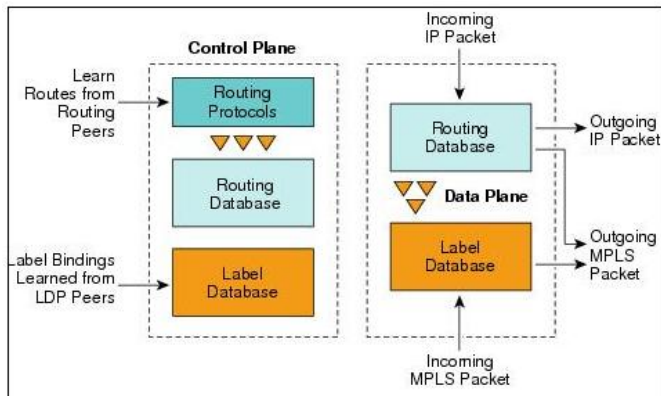 Control Plane
Learn
Routes from
Routing
Peers
Routing
Protocols
Routing
Database
Label Bindings
Learned from
LDP Peers
Label
Database
Incoming
IP Packet
Routing
Database
Outgoing
IP Packet
Data Plane
Label
Database
Outgoing
MPLS
Packet
Incoming
MPLS Packet